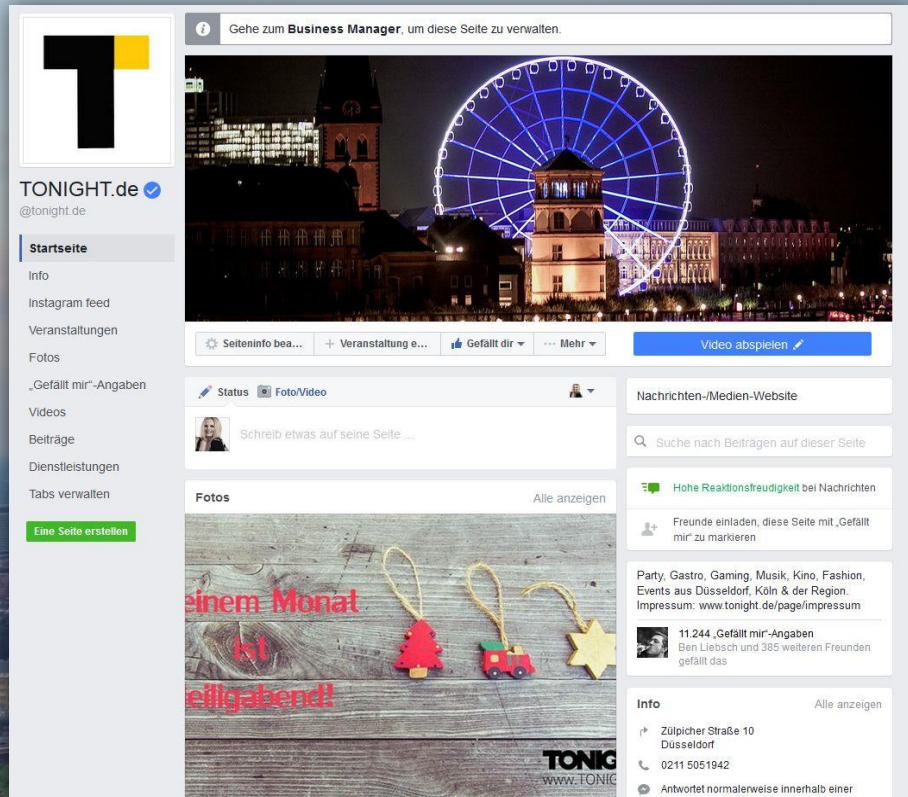 Gehe zum Business Manager, um diese Seite zu verwalten.
TONIGHT.de
@tonight.de
Startseite
Info
Instagram feed
Veranstaltungen
Fotos
„Gefällt mir“-Angaben
Videos
Beiträge
Dienstleistungen
Tabs verwalten
Eine Seite erstellen
Seiteninfo bea...
Veranstaltung e...
Gefällt dir
Mehr
Video abspielen
Status Foto/Video
Schreib etwas auf seine Seite ...
Fotos
Alle anzeigen
einem Monat
ist
eiligabend!
TONIG
WWW.TONIG
Nachrichten-/Medien-Website
Suche nach Beiträgen auf dieser Seite
Hohe Reaktionsfreudigkeit bei Nachrichten
Freunde einladen, diese Seite mit „Gefällt
mir“ zu markieren
Party, Gastro, Gaming, Musik, Kino, Fashion,
Events aus Düsseldorf, Köln & der Region.
Impressum: www.tonight.de/page/impressum
11.244 „Gefällt mir“-Angaben
Ben Liebsch und 385 weiteren Freunden
gefällt das
Info
Alle anzeigen
Zülpicher Straße 10
Düsseldorf
0211 5051942
Antwortet normalerweise innerhalb einer